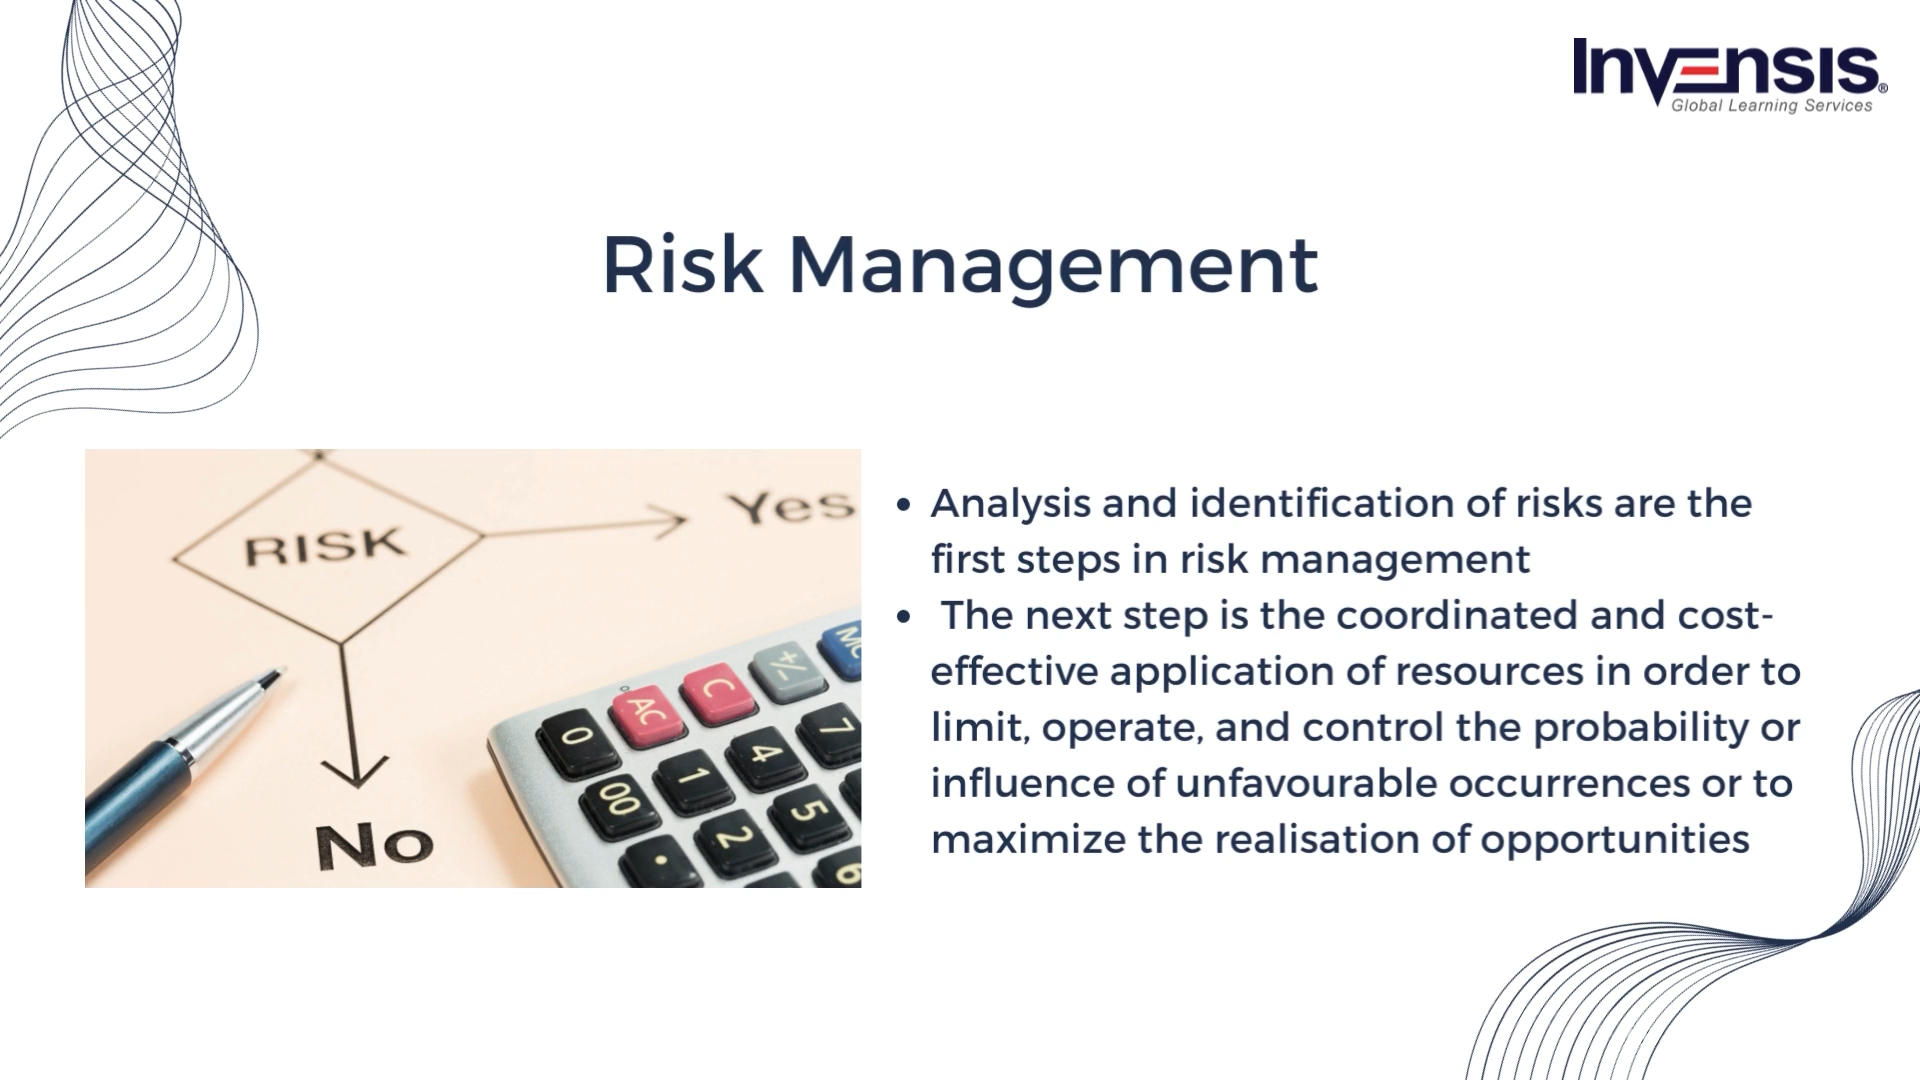 Invensis®
Global Learning Services
Risk Management
RISK
Yes
No
MC
+/-
C
AC
0
7
4
1
00
5
2
.
6
• Analysis and identification of risks are the
first steps in risk management
• The next step is the coordinated and cost-
effective application of resources in order to
limit, operate, and control the probability or
influence of unfavourable occurrences or to
maximize the realisation of opportunities